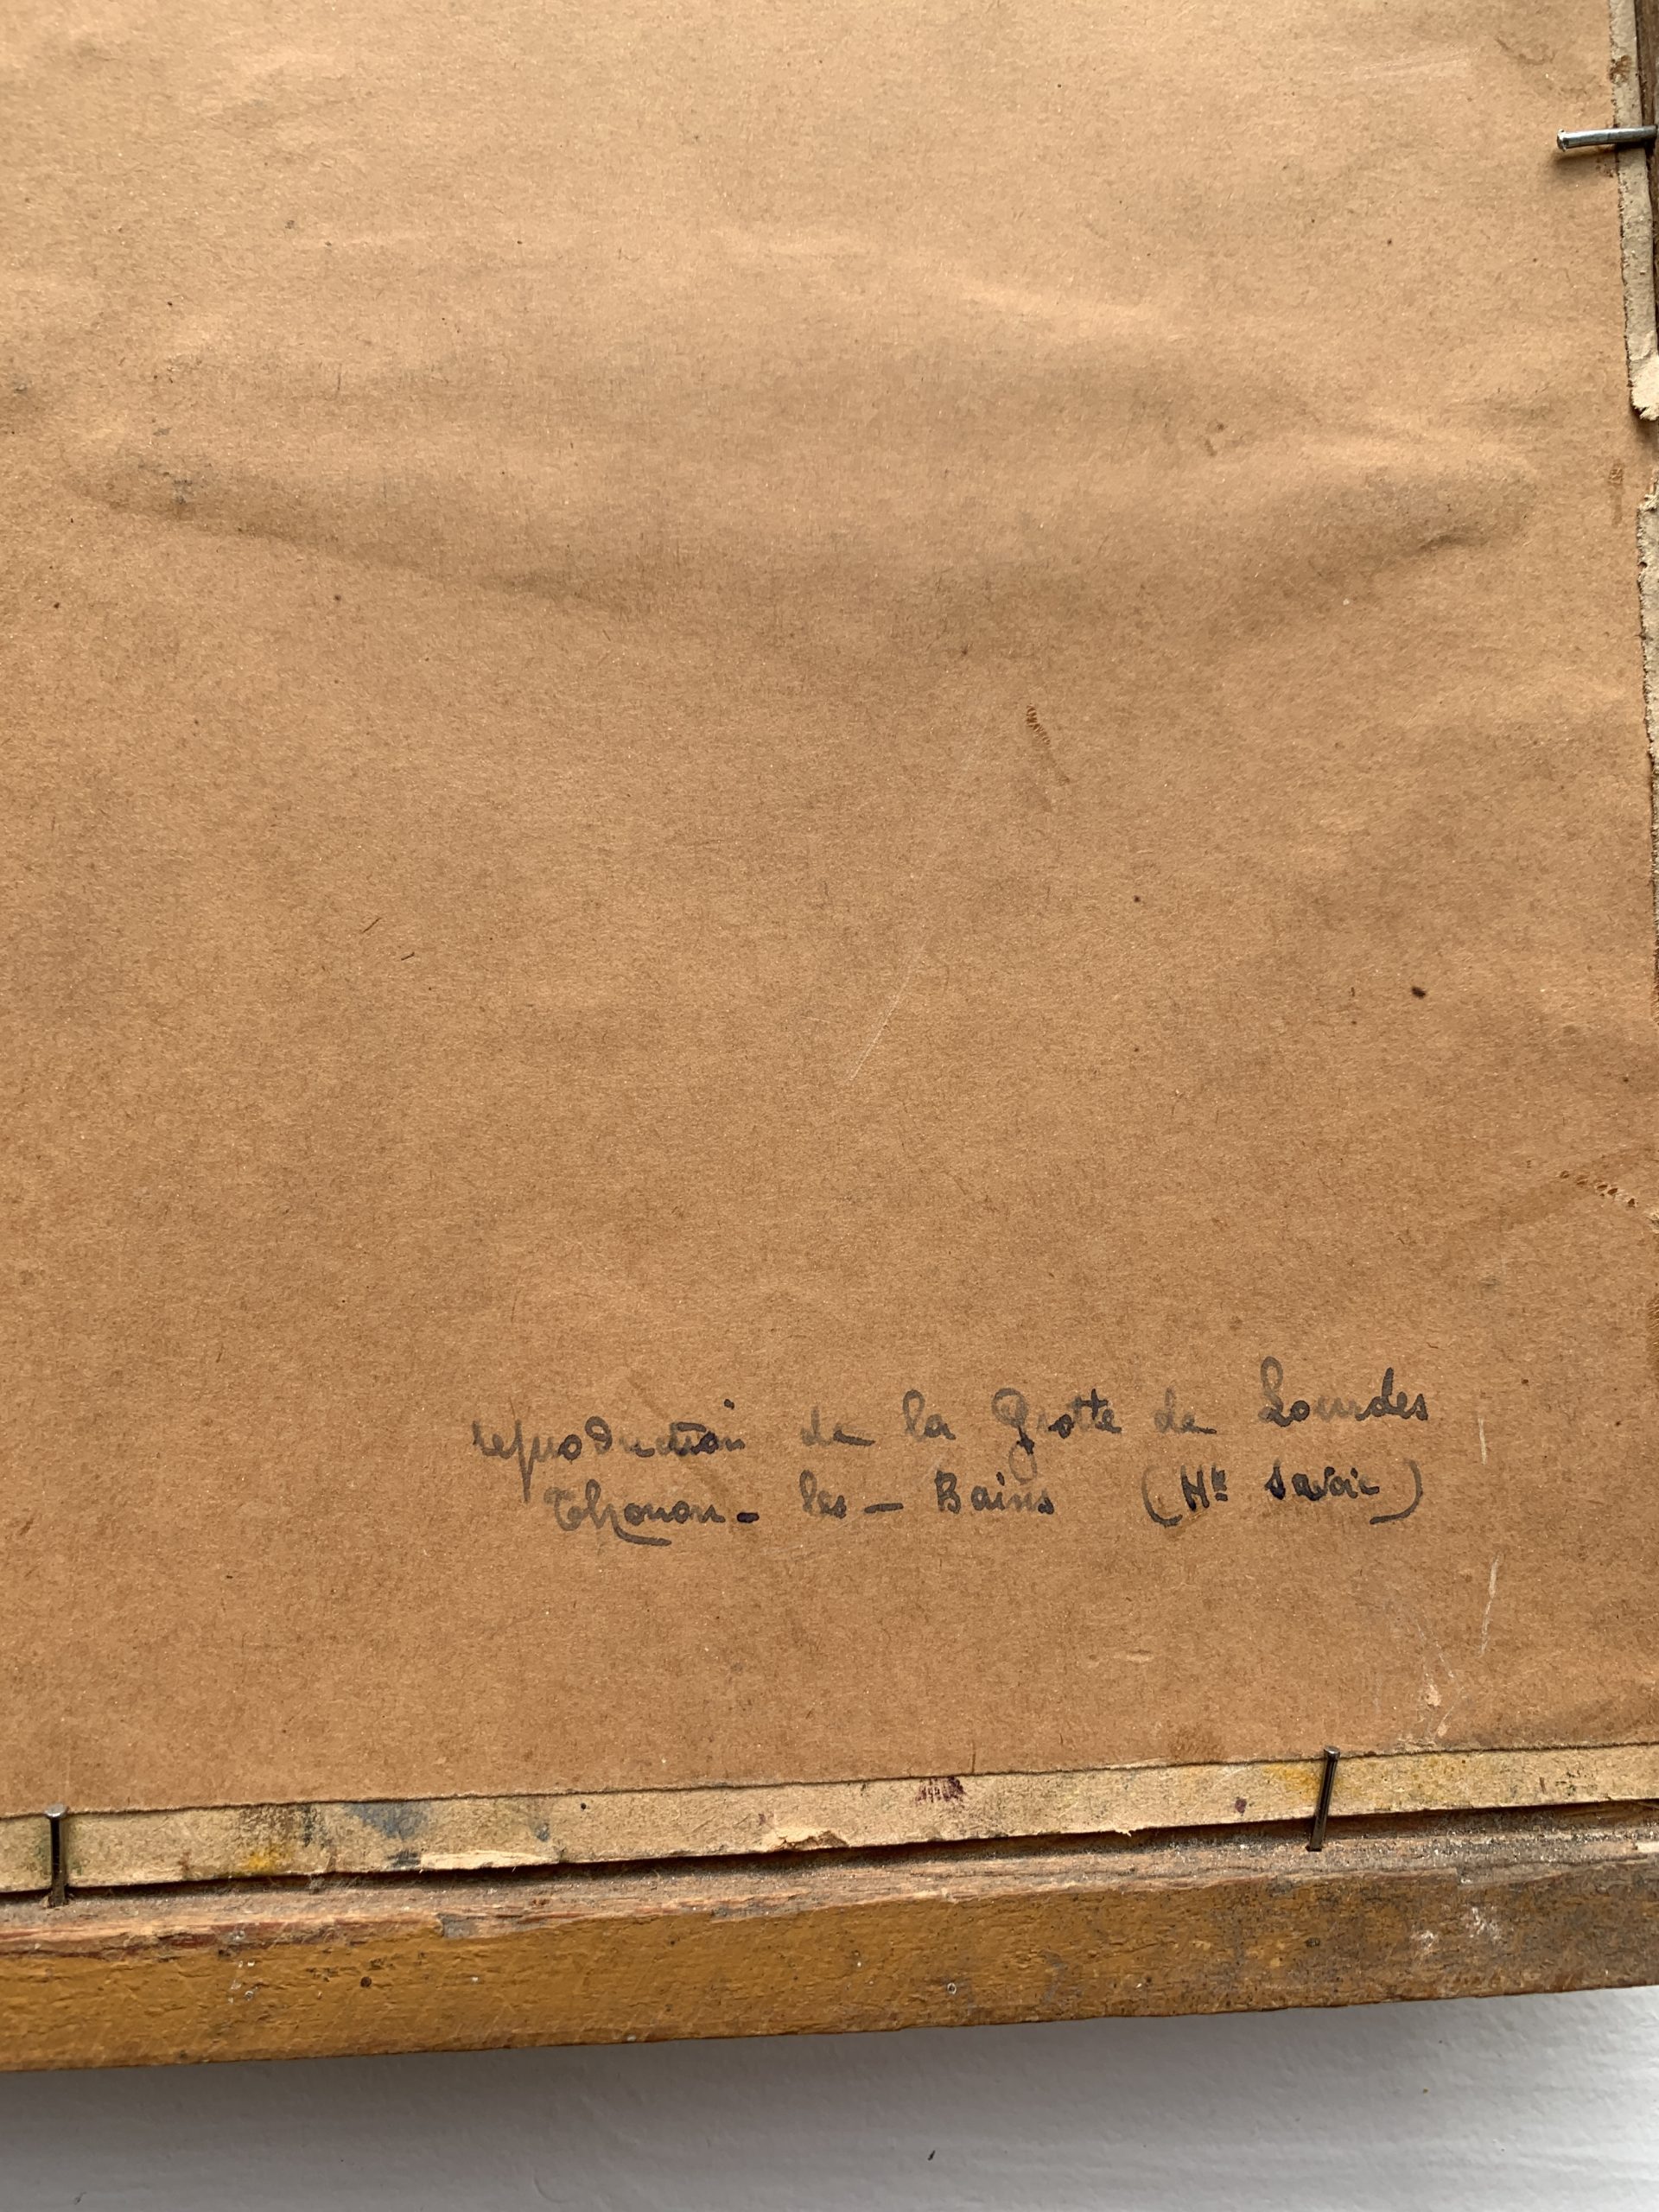 reproduction de la Grotte de Lourdes
Thonon - les - Bains (Hte Savoie)